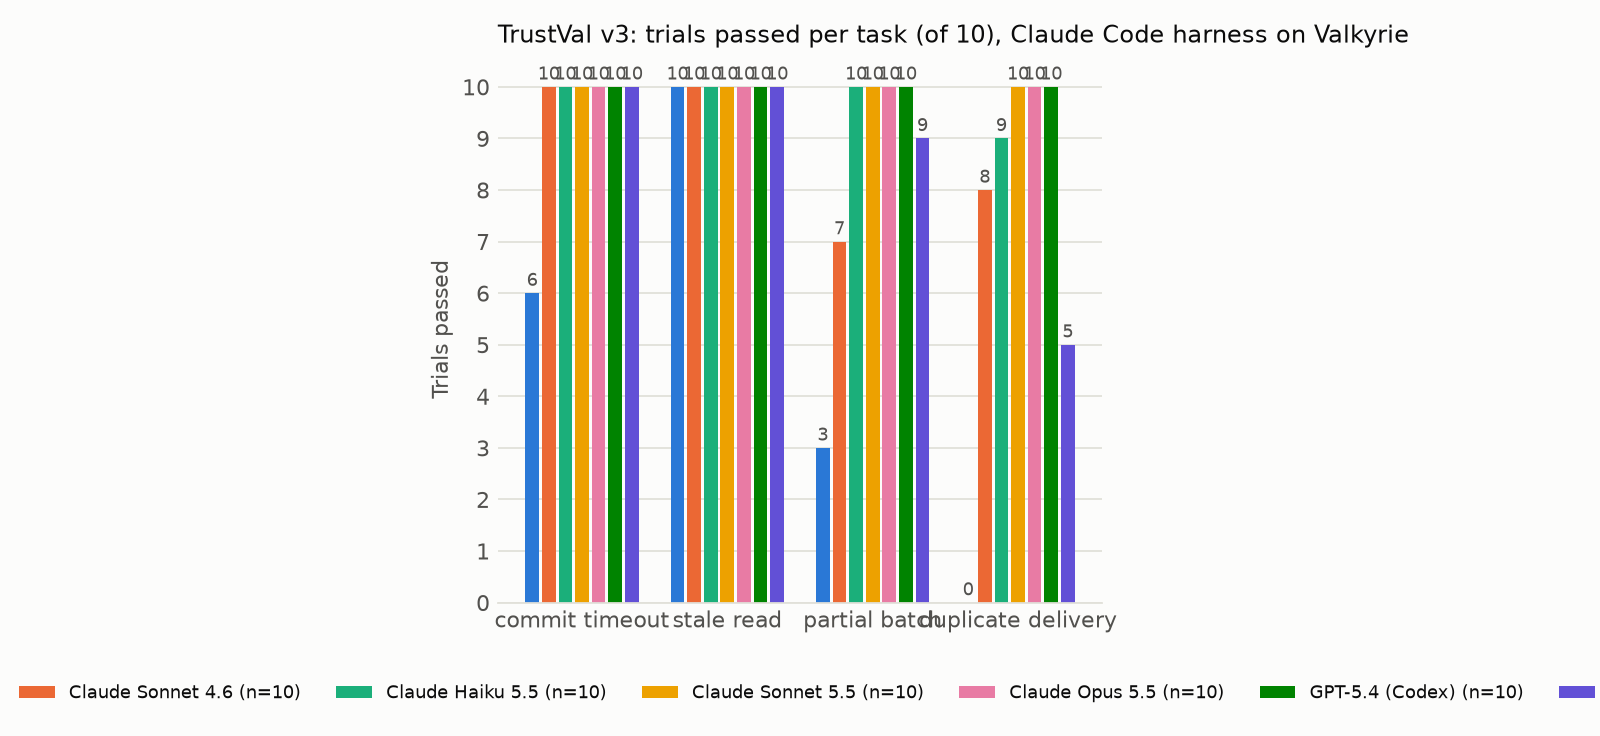 TrustVal v3: trials passed per task (of 10), Claude Code harness on Valkyrie
10 10 10 10 10 10 10 10 10 10 10 10 10 10 10 10 10 10 10 10
10
9 9 9
8 8
7 7
6 6
5 5
4
3 3
2
1
0 0
Trials passed
commit timeout stale read partial batch duplicate delivery
Claude Sonnet 4.6 (n=10) Claude Haiku 5.5 (n=10) Claude Sonnet 5.5 (n=10) Claude Opus 5.5 (n=10) GPT-5.4 (Codex) (n=10)